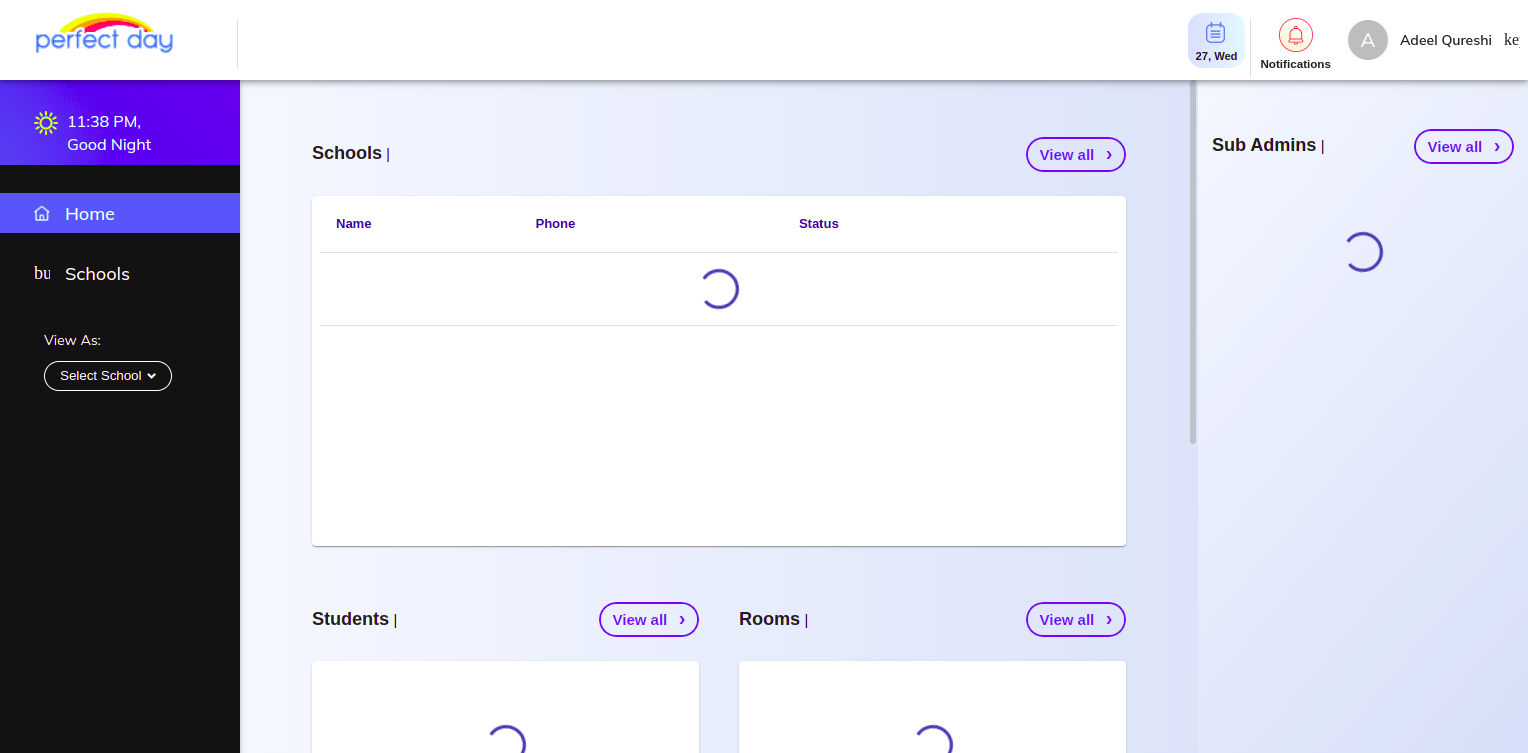 perfect day
27, Wed
Notifications
A
Adeel Qureshi
ke
11:38 PM,
Good Night
Home
bu
Schools
View As:
Select School
Schools |
View all
Name Phone Status
Students |
View all
Rooms |
View all
Sub Admins |
View all